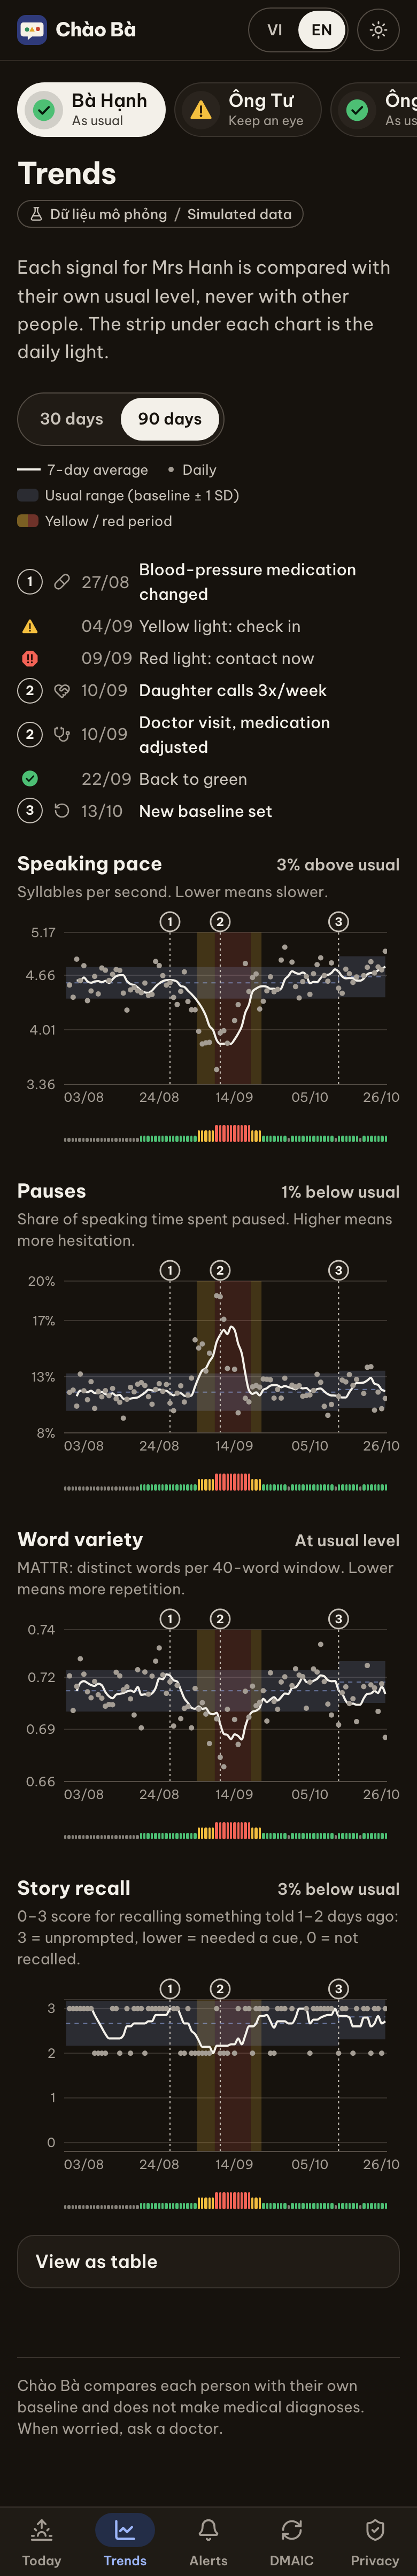 Chào Bà
VI
EN
Bà Hạnh
As usual
Ông Tư
Keep an eye
Ông
As us
Trends
Dữ liệu mô phỏng / Simulated data
Each signal for Mrs Hanh is compared with
their own usual level, never with other
people. The strip under each chart is the
daily light.
30 days
90 days
7-day average
Daily
Usual range (baseline ± 1 SD)
Yellow / red period
1 27/08 Blood-pressure medication
changed
04/09 Yellow light: check in
09/09 Red light: contact now
2 10/09 Daughter calls 3x/week
2 10/09 Doctor visit, medication
adjusted
22/09 Back to green
3 13/10 New baseline set
Speaking pace
3% above usual
Syllables per second. Lower means slower.
1 2 3
5.17
4.66
4.01
3.36
03/08 24/08 14/09 05/10 26/10
Pauses
1% below usual
Share of speaking time spent paused. Higher means
more hesitation.
1 2 3
20%
17%
13%
8%
03/08 24/08 14/09 05/10 26/10
Word variety
At usual level
MATTR: distinct words per 40-word window. Lower
means more repetition.
1 2 3
0.74
0.72
0.69
0.66
03/08 24/08 14/09 05/10 26/10
Story recall
3% below usual
0–3 score for recalling something told 1–2 days ago:
3 = unprompted, lower = needed a cue, 0 = not
recalled.
1 2 3
3
2
1
0
03/08 24/08 14/09 05/10 26/10
View as table
Chào Bà compares each person with their own
baseline and does not make medical diagnoses.
When worried, ask a doctor.
Today
Trends
Alerts
DMAIC
Privacy